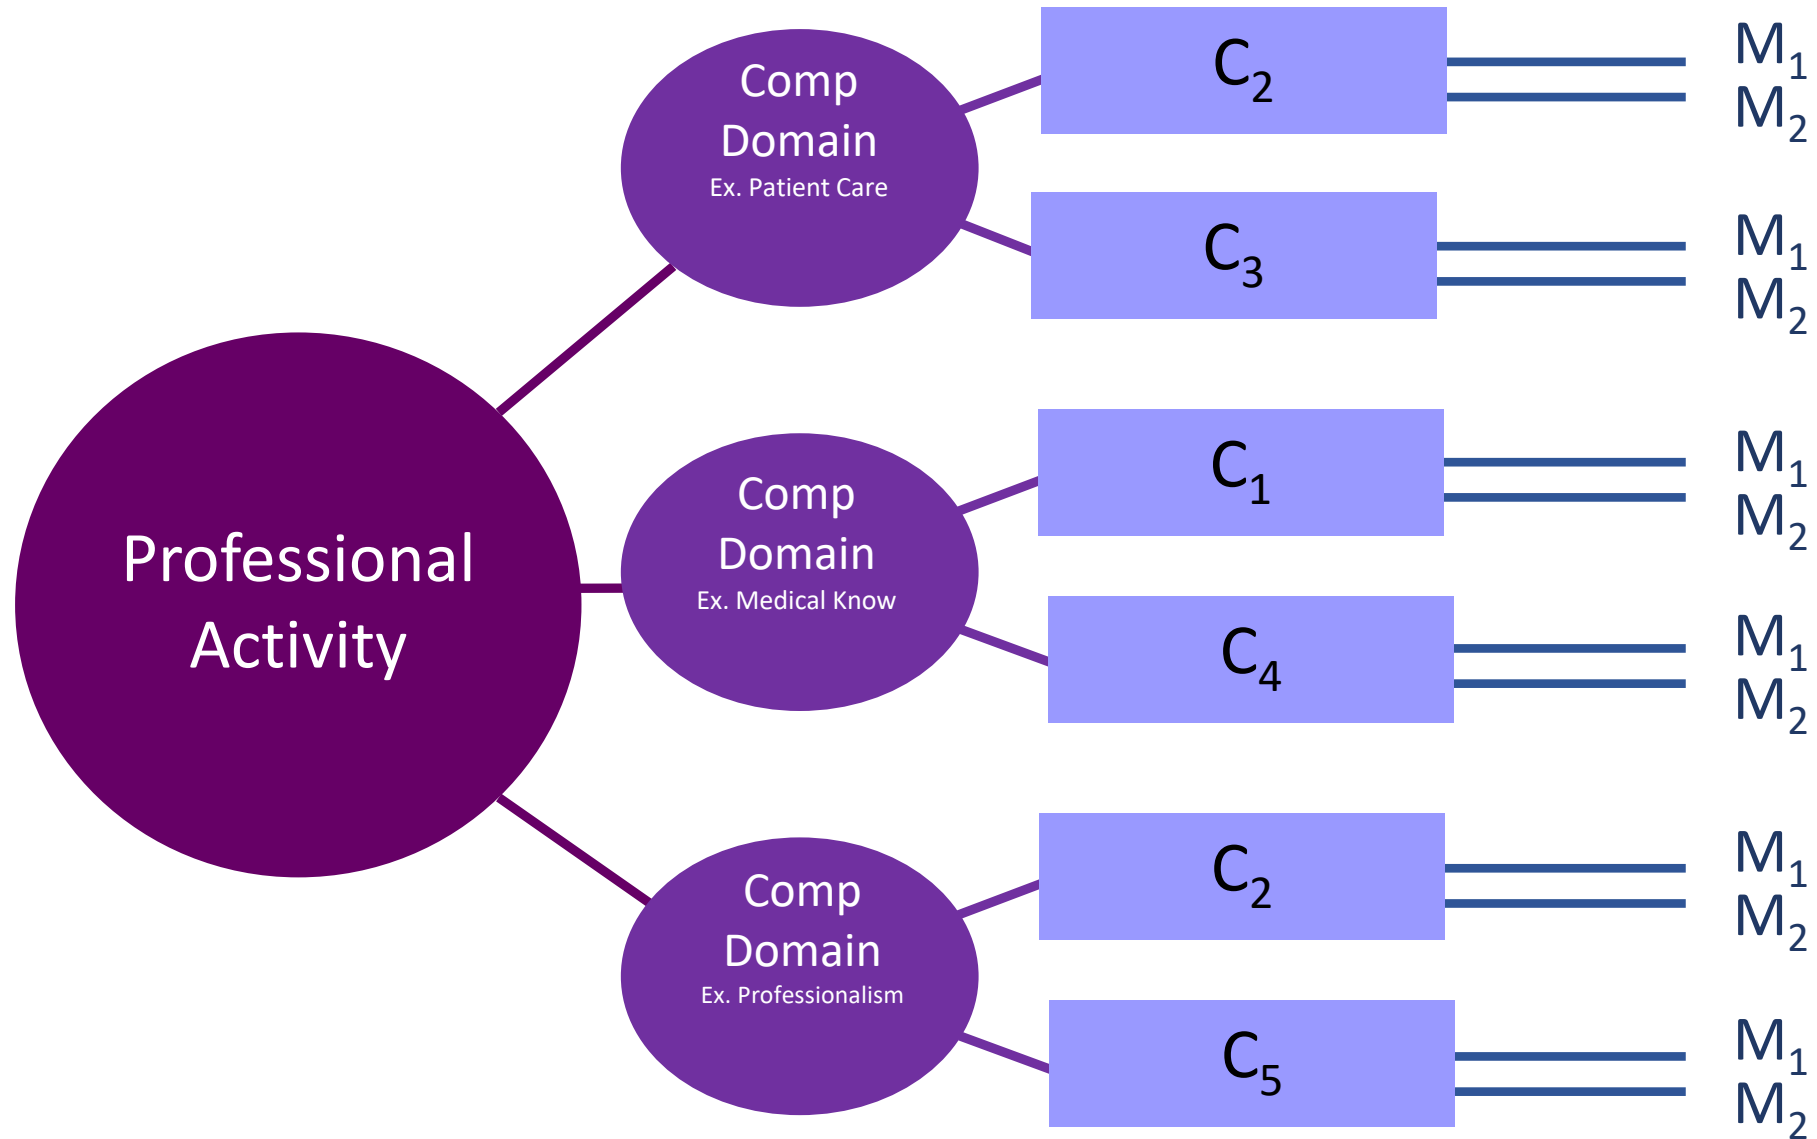 Professional
Activity
Comp
Domain
Ex. Patient Care
C₂
M₁
M₂
C₃
M₁
M₂
Comp
Domain
Ex. Medical Know
C₁
M₁
M₂
C₄
M₁
M₂
Comp
Domain
Ex. Professionalism
C₂
M₁
M₂
C₅
M₁
M₂